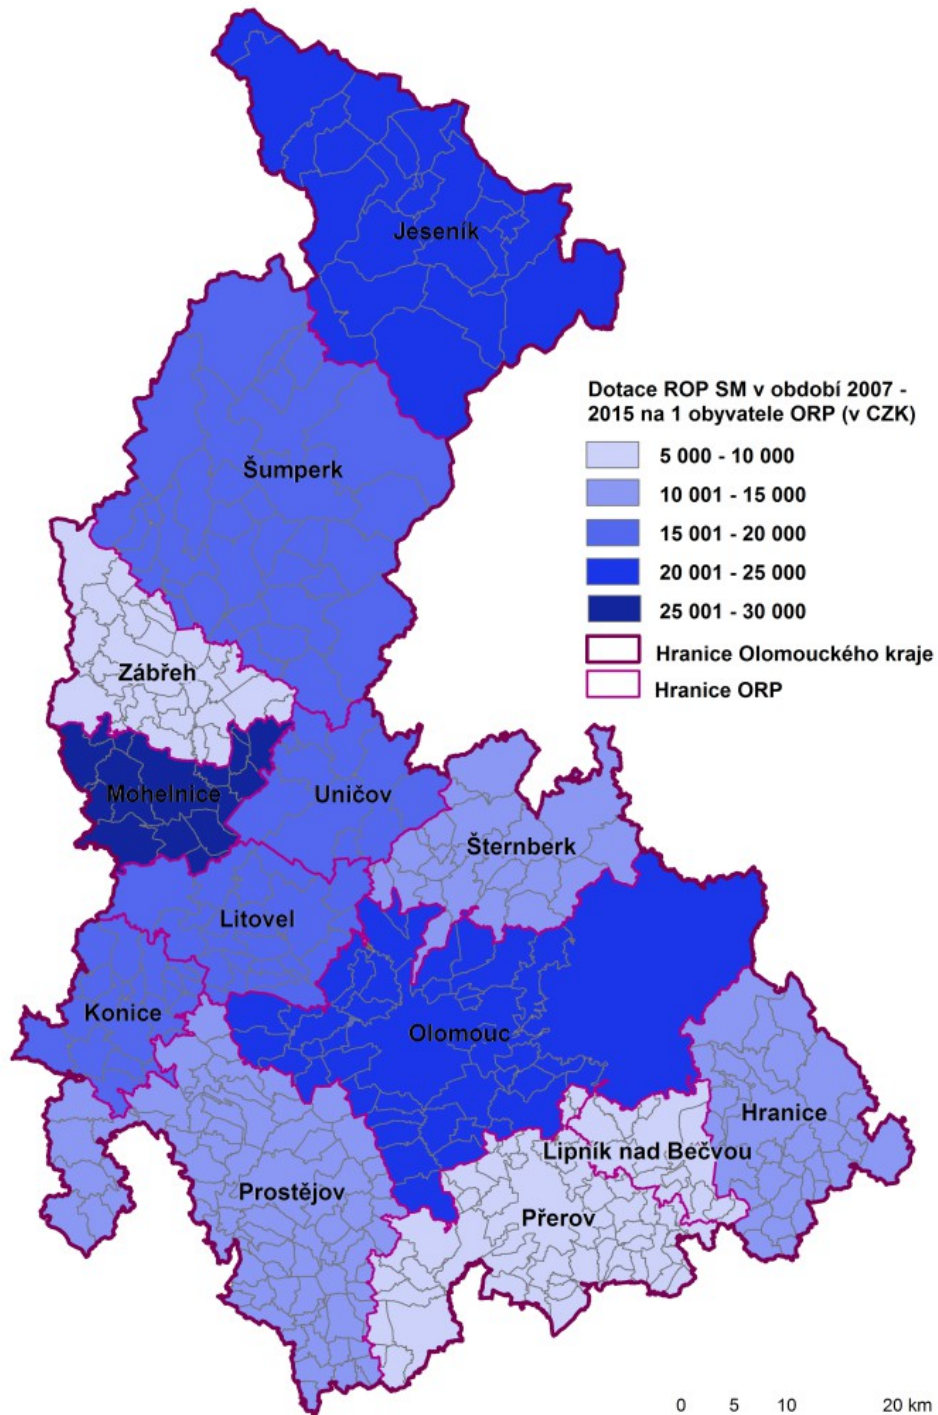 Jeseník
Dotace ROP SM v období 2007 -
2015 na 1 obyvatele ORP (v CZK)
5 000 - 10 000
10 001 - 15 000
15 001 - 20 000
20 001 - 25 000
25 001 - 30 000
Hranice Olomouckého kraje
Hranice ORP
Šumperk
Zábřeh
Mohelnice
Uničov
Šternberk
Litovel
Konice
Olomouc
Hranice
Lipník nad Bečvou
Prostějov
Přerov
0 5 10 20 km